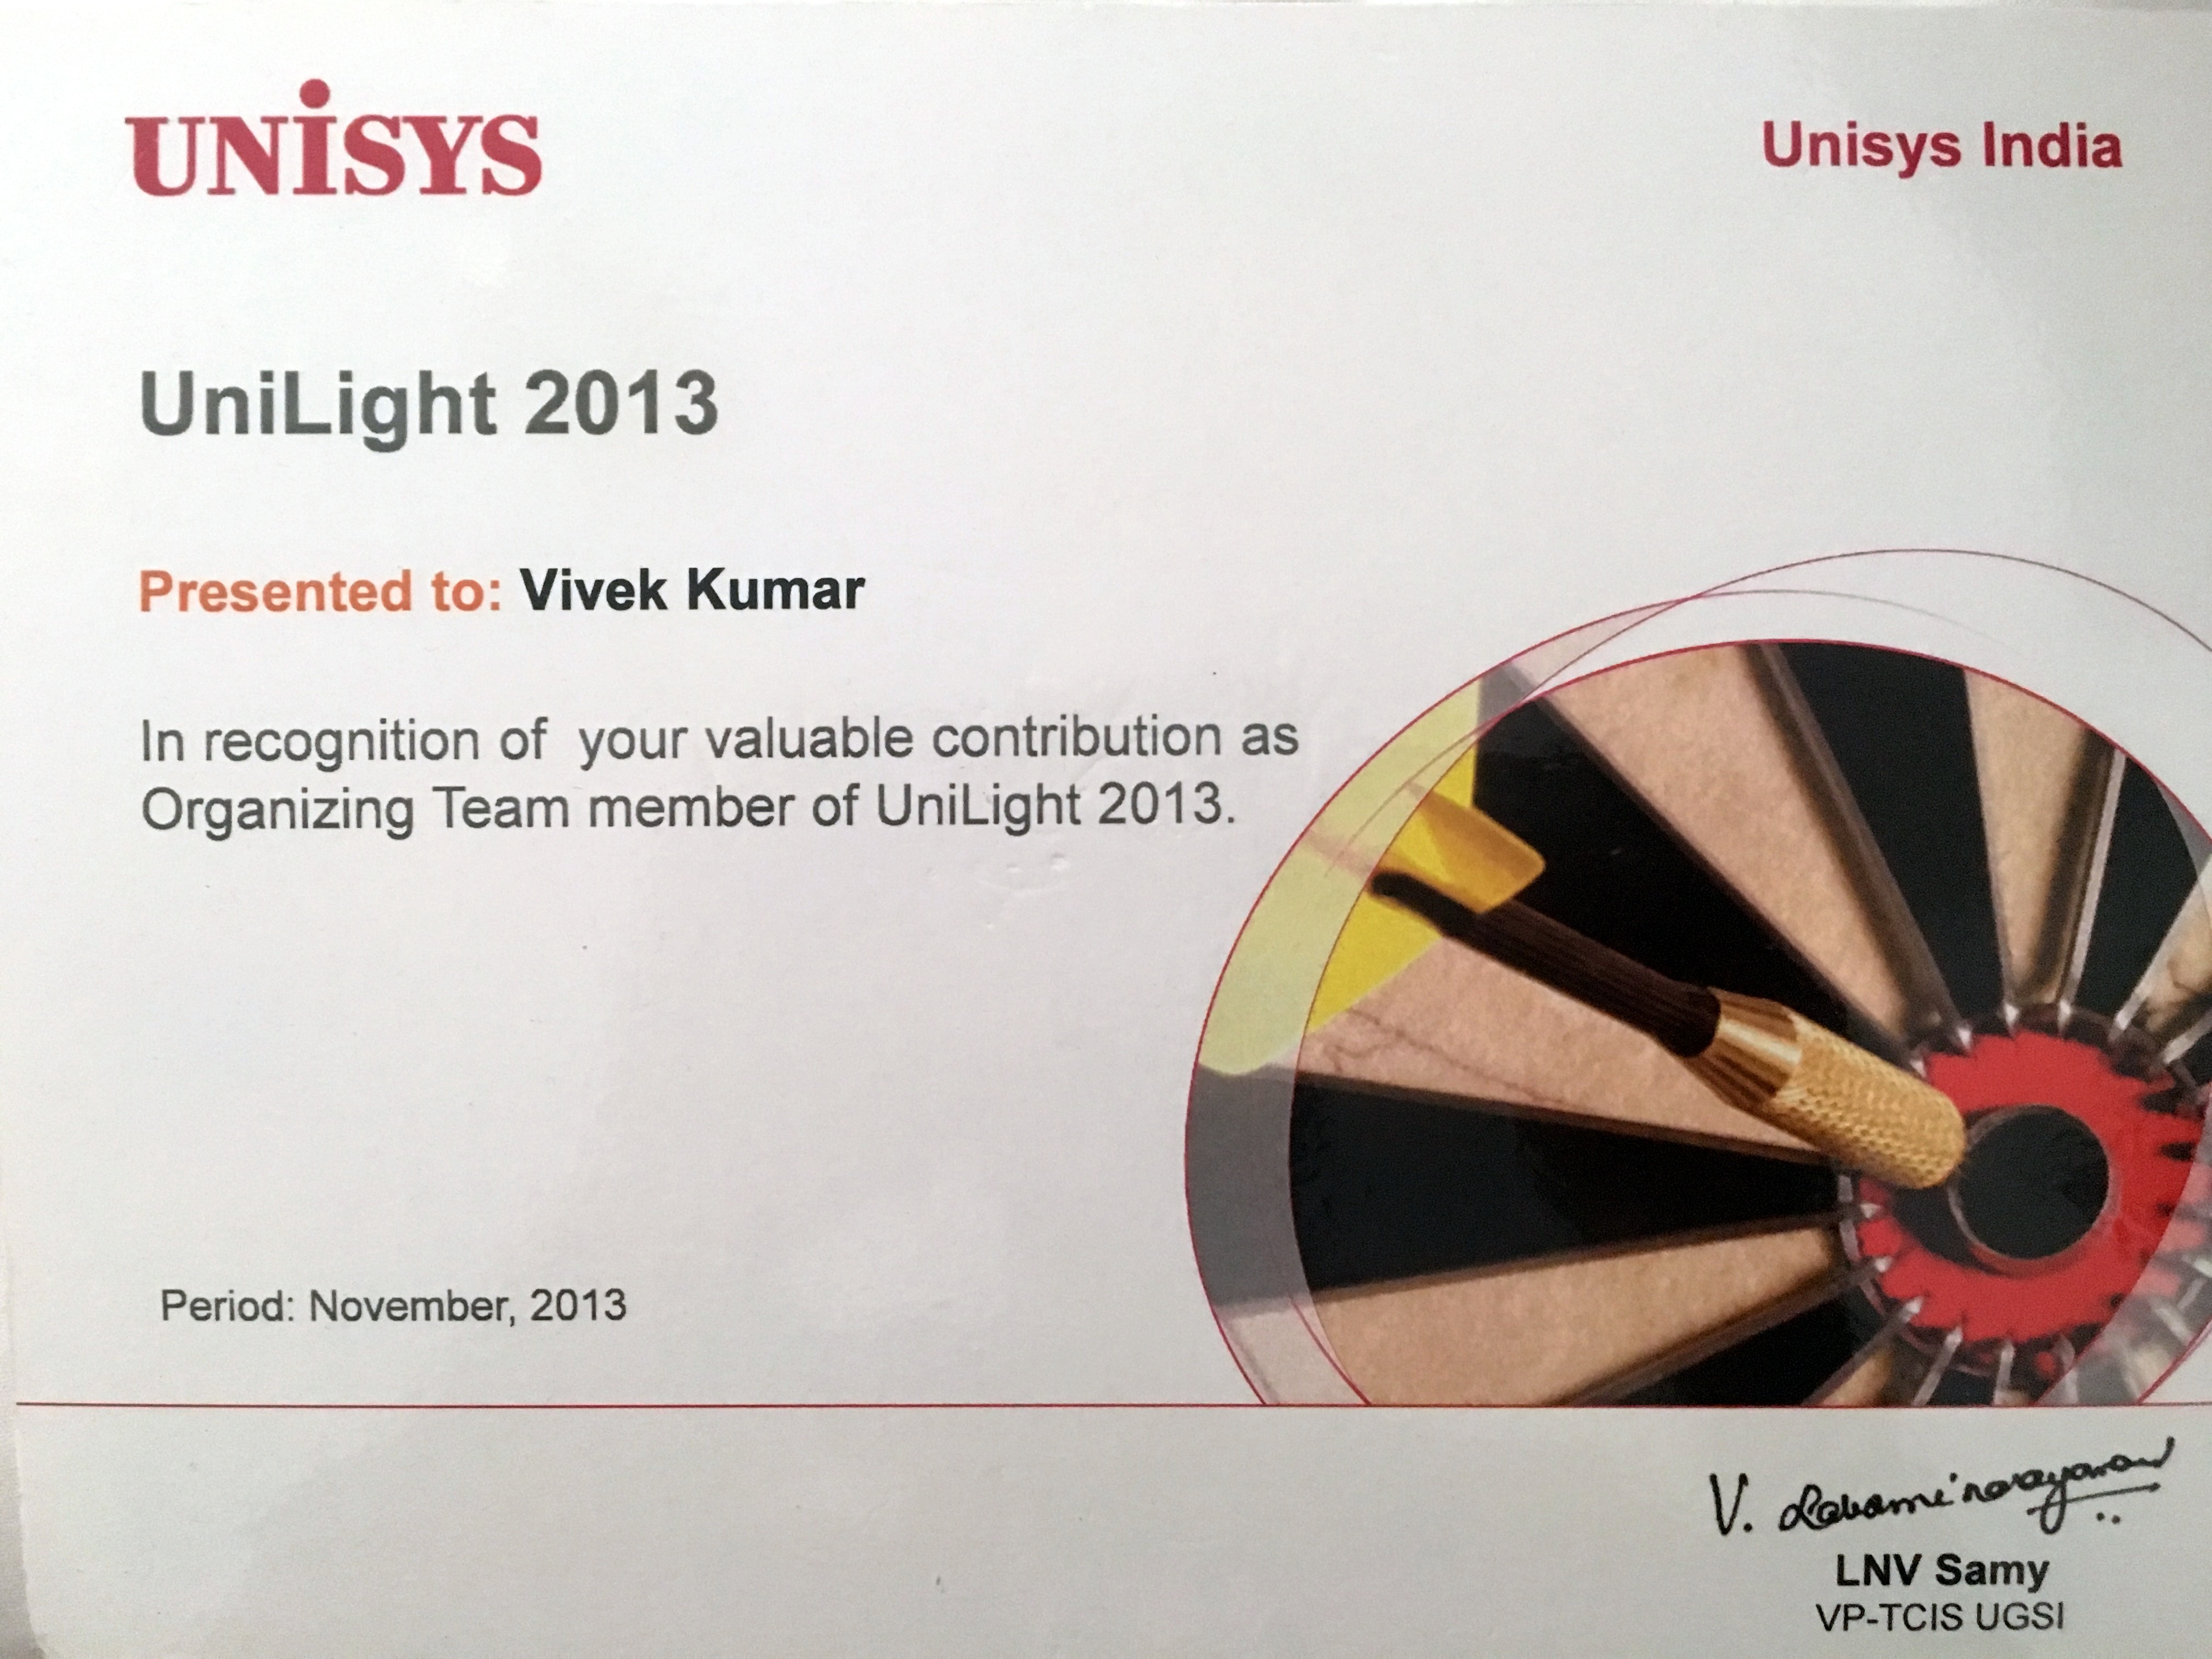 UNiSYS
Unisys India
UniLight 2013
Presented to: Vivek Kumar
In recognition of  your valuable contribution as
Organizing Team member of UniLight 2013.
Period: November, 2013
V.
LNV Samy
VP-TCIS UGSI